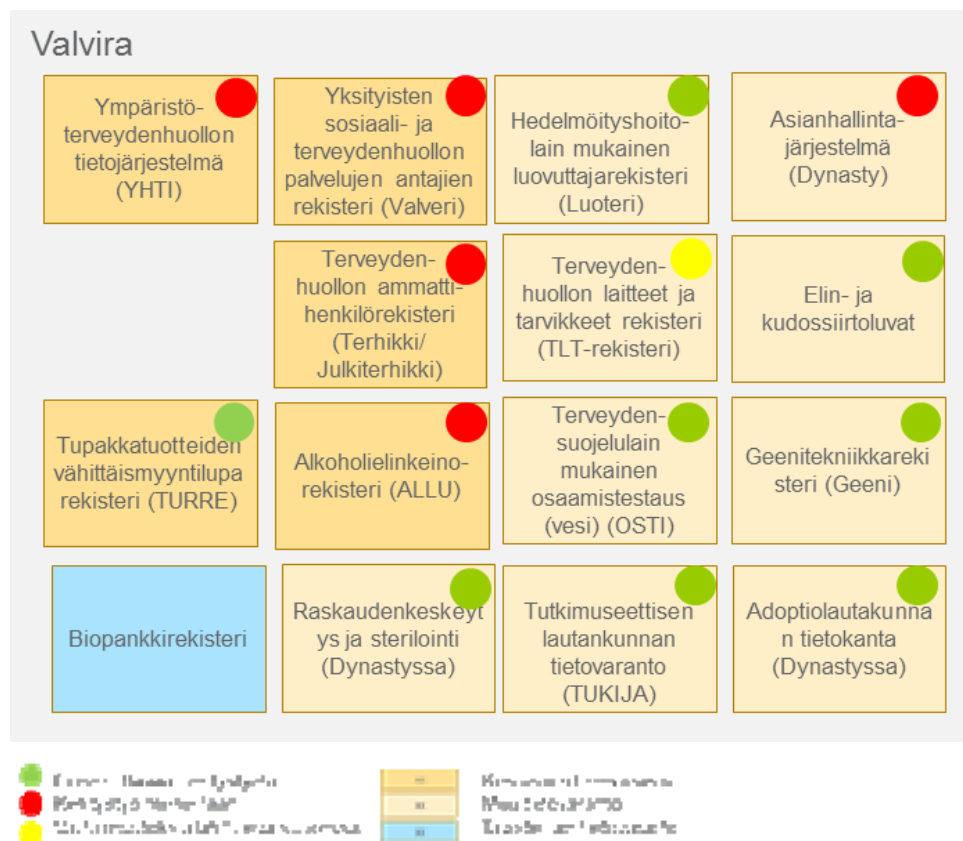 Valvira
Ympäristö-
terveydenhuollon
tietojärjestelmä
(YHTI)
Yksityisten
sosiaali- ja
terveydenhuollon
palvelujen antajien
rekisteri (Valveri)
Hedelmöityshoito-
lain mukainen
luovuttajarekisteri
(Luoteri)
Asianhallinta-
järjestelmä
(Dynasty)
Terveyden-
huollon ammatti-
henkilörekisteri
(Terhikki/
Julkiterhikki)
Terveyden-
huollon laitteet ja
tarvikkeet rekisteri
(TLT-rekisteri)
Elin- ja
kudossiirtoluvat
Tupakkatuotteiden
vähittäismyyntilupa
rekisteri (TURRE)
Alkoholielinkeino-
rekisteri (ALLU)
Terveyden-
suojelulain
mukainen
osaamistestaus
(vesi) (OSTI)
Geenitekniikkareki
steri (Geeni)
Biopankkirekisteri
Raskaudenkeskeyt
ys ja sterilointi
(Dynastyssa)
Tutkimuseettisen
lautankunnan
tietovaranto
(TUKIJA)
Adoptiolautakunna
n tietokanta
(Dynastyssa)